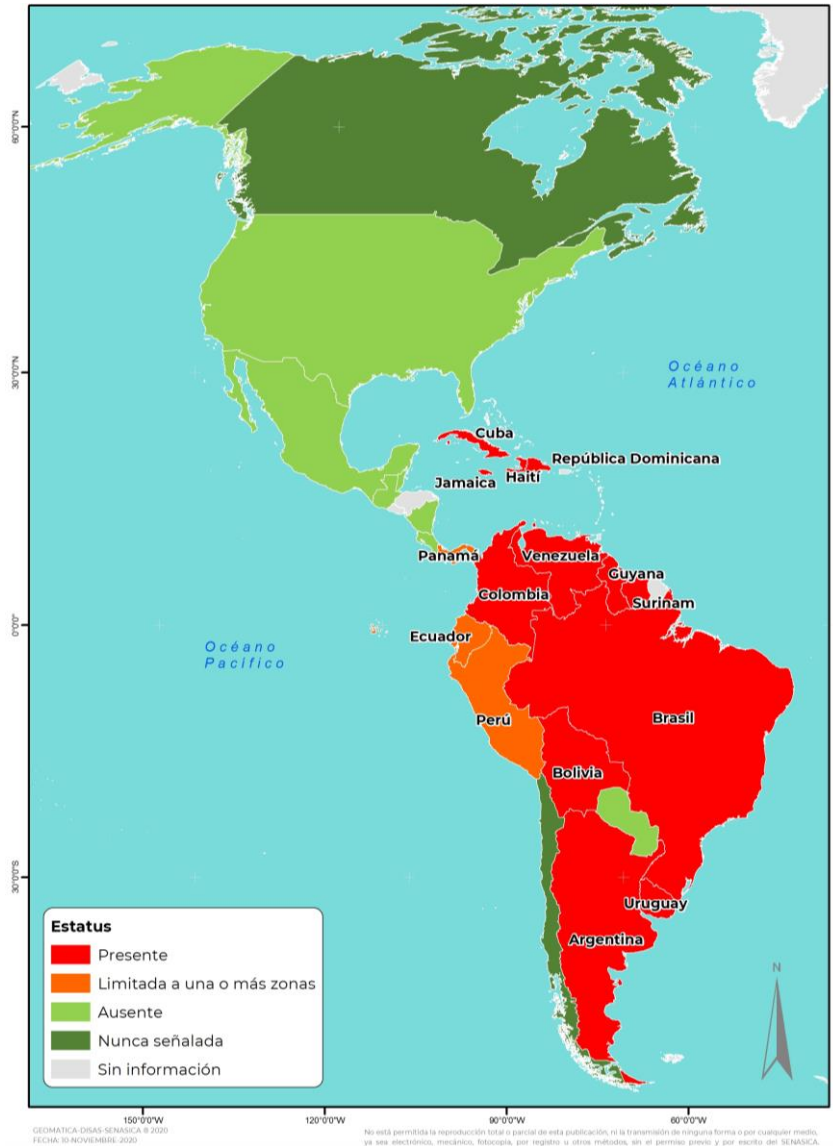 60°0'0"N
30°0'0"N
0°0'0"
30°0'0"S
Océano
Atlántico
Cuba
República Dominicana
Haití
Jamaica
Panamá
Venezuela
Guyana
Colombia
Surinam
Ecuador
Océano
Pacífico
Perú
Brasil
Bolivia
Uruguay
Argentina
Estatus
Presente
Limitada a una o más zonas
Ausente
Nunca señalada
Sin información
N
150°0'0"W
120°0'0"W
90°0'0"W
60°0'0"W
GEOMATICA-DISAS-SENASICA ® 2020
FECHA: 10-NOVIEMBRE-2020
No está permitida la reproducción total o parcial de esta publicación, ni la transmisión de ninguna forma o por cualquier medio,
ya sea electrónico, mecánico, fotocopia, por registro u otros métodos, sin el permiso previo y por escrito del SENASICA.